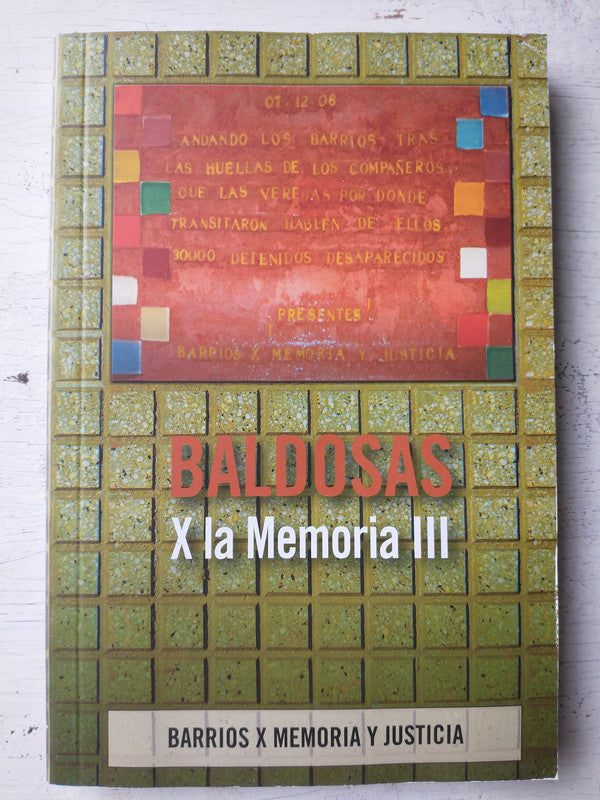 07 12 06
ANDANDO LOS BARRIOS TRAS
LAS HUELLAS DE LOS COMPAÑEROS
QUE LAS VEREDAS POR DONDE
TRANSITARON HABLEN DE ELLOS
30000 DETENIDOS DESAPARECIDOS
¡PRESENTES!
BARRIOS X MEMORIA Y JUSTICIA
BALDOSAS
X la Memoria III
BARRIOS X MEMORIA Y JUSTICIA